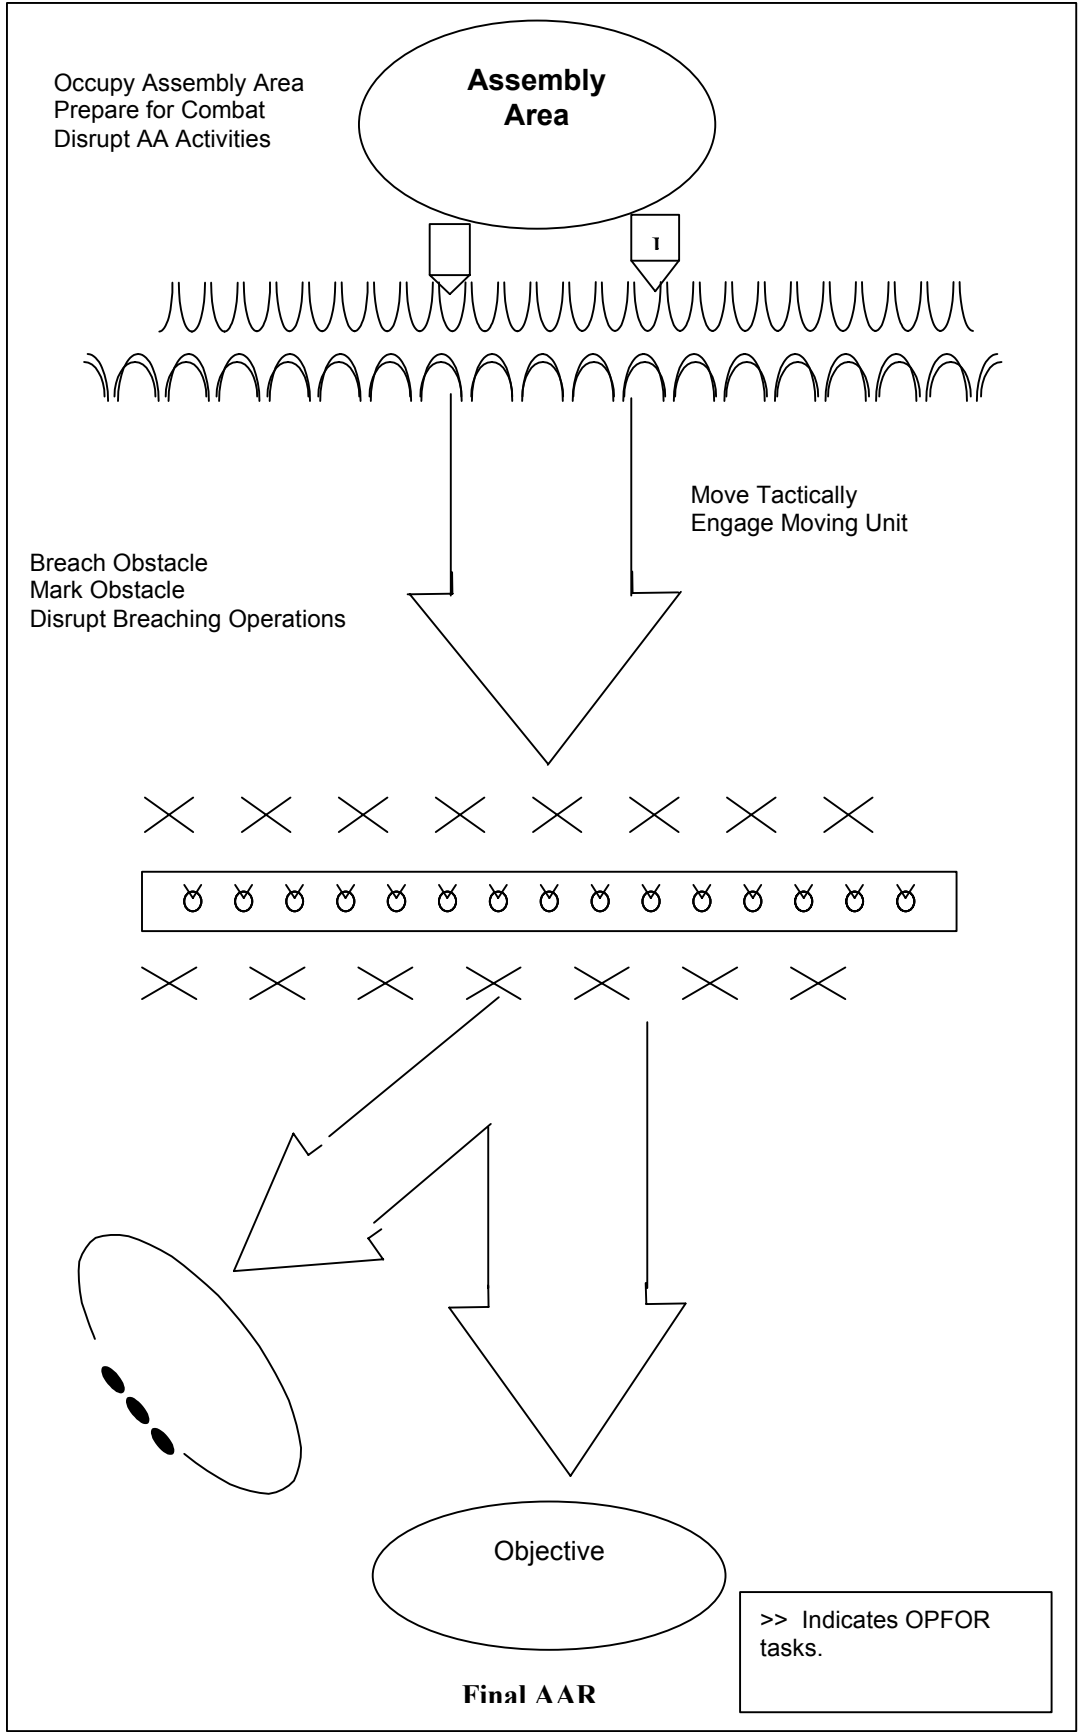 Assembly
Area
Occupy Assembly Area
Prepare for Combat
Disrupt AA Activities
Move Tactically
Engage Moving Unit
Breach Obstacle
Mark Obstacle
Disrupt Breaching Operations
Objective
>> Indicates OPFOR
tasks.
Final AAR